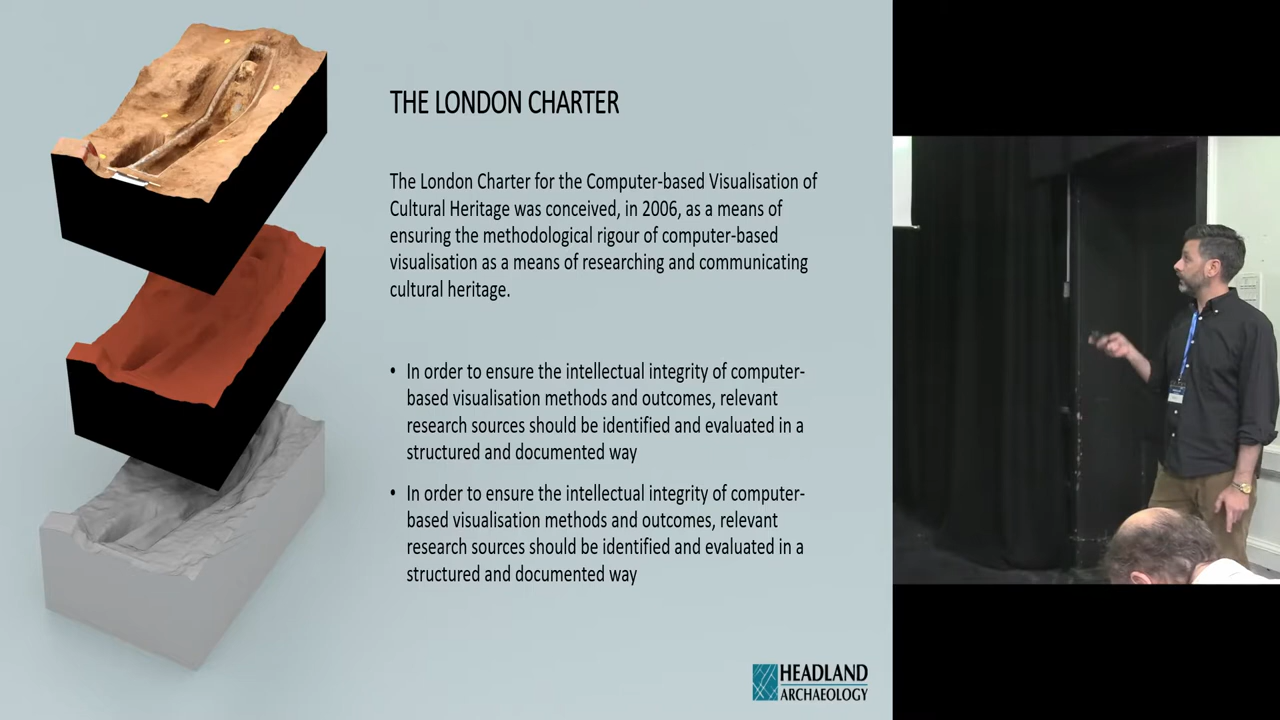 THE LONDON CHARTER
The London Charter for the Computer-based Visualisation of
Cultural Heritage was conceived, in 2006, as a means of
ensuring the methodological rigour of computer-based
visualisation as a means of researching and communicating
cultural heritage.
• In order to ensure the intellectual integrity of computer-
based visualisation methods and outcomes, relevant
research sources should be identified and evaluated in a
structured and documented way
• In order to ensure the intellectual integrity of computer-
based visualisation methods and outcomes, relevant
research sources should be identified and evaluated in a
structured and documented way
HEADLAND
ARCHAEOLOGY